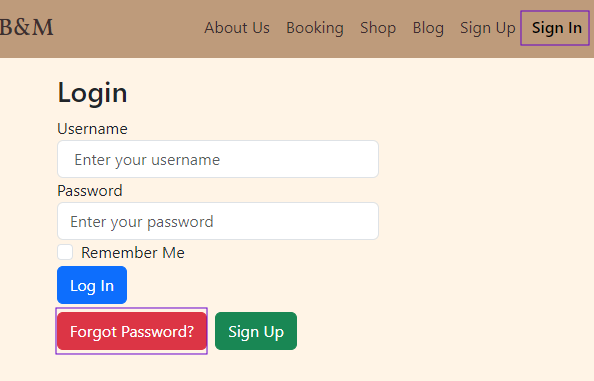 B&M About Us Booking Shop Blog Sign Up Sign In
Login
Username
Enter your username
Password
Enter your password
Remember Me
Log In
Forgot Password? Sign Up